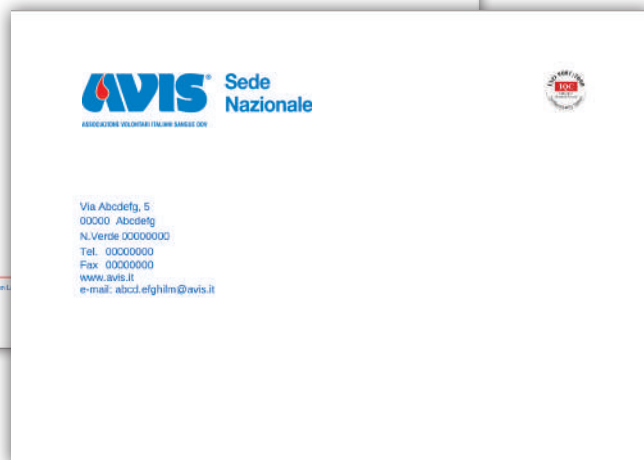 AVIS®
Sede
Nazionale
ASSOCIAZIONE VOLONTARI ITALIANI SANGUE ODV
IQC
Via Abcdefg, 5
00000 Abcdefg
N.Verde 00000000
Tel. 00000000
Fax 00000000
www.avis.it
e-mail: abcd.efghilm@avis.it